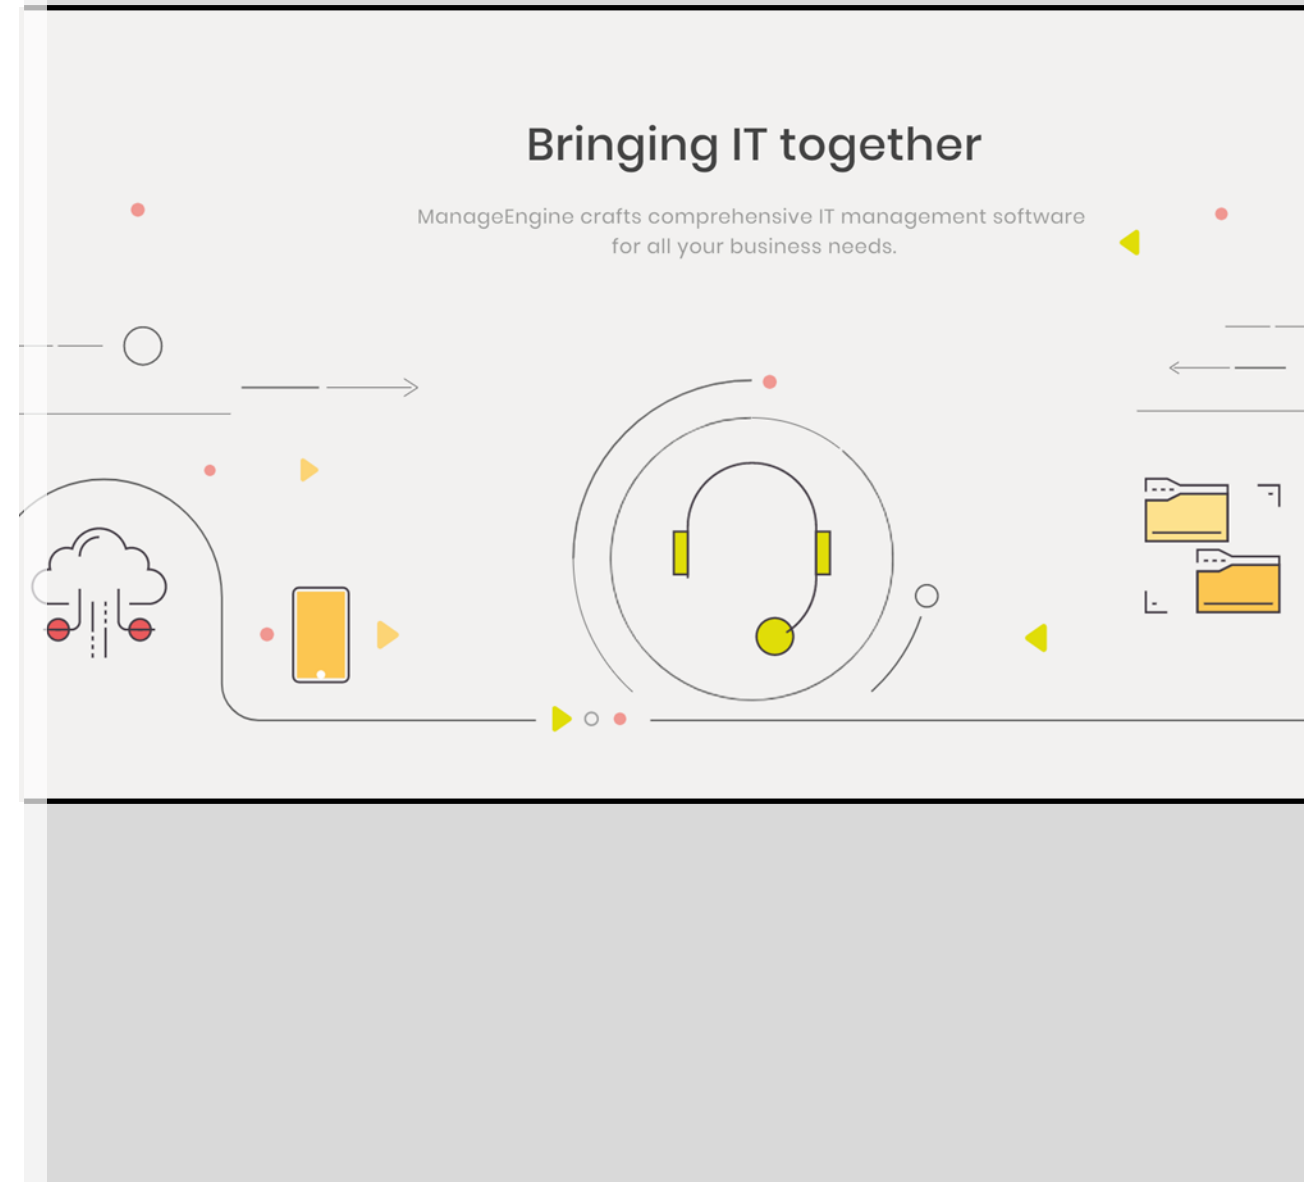 Bringing IT together
ManageEngine crafts comprehensive IT management software
for all your business needs.